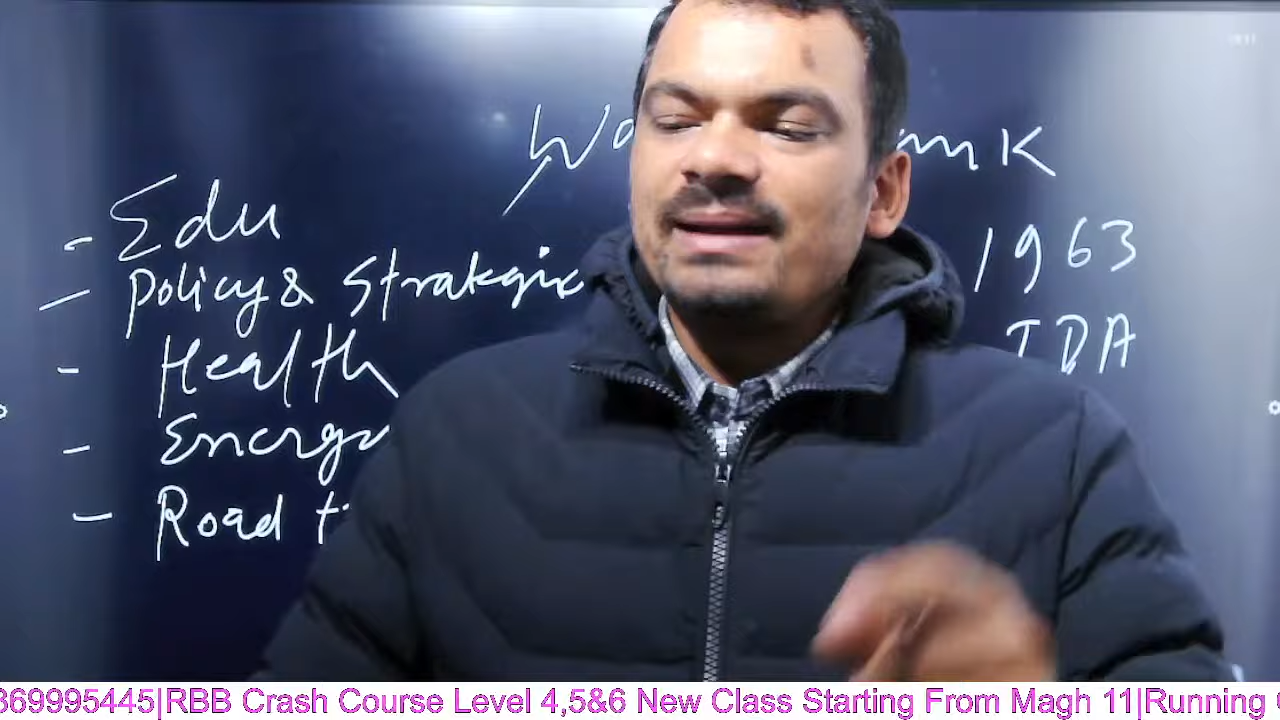 Wo ank
- Edu
1963
- Policy & Strategic
IDA
- Health
- Energy
- Road t
369995445|RBB Crash Course Level 4,5&6 New Class Starting From Magh 11|Running